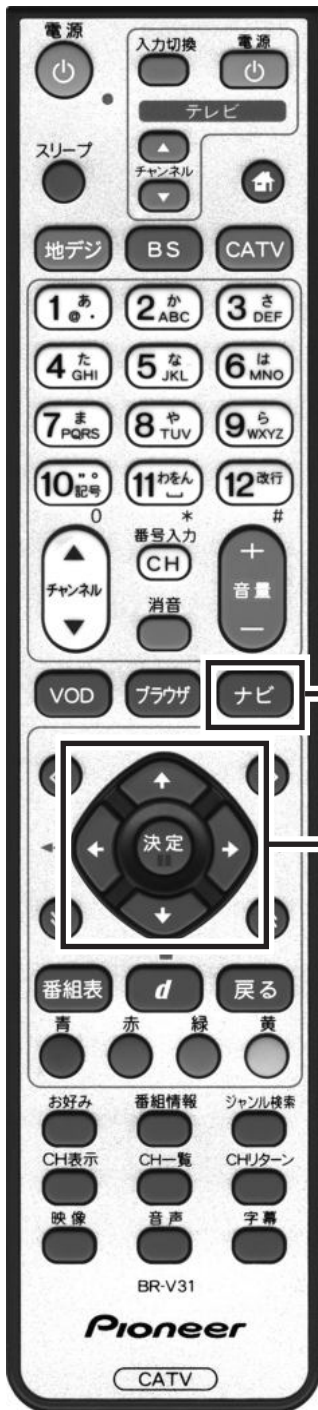 電源
入力切換 電源
テレビ
スリープ
チャンネル
地デジ BS CATV
1 あ @. 2 か ABC 3 さ DEF
4 た GHI 5 な JKL 6 は MNO
7 ま PQRS 8 や TUV 9 ら WXYZ
10 ゛゜ 記号 11 わをん 12 改行
0 * #
番号入力
チャンネル CH + 音量 −
消音
VOD ブラウザ ナビ
決定
番組表 d 戻る
青 赤 緑 黄
お好み 番組情報 ジャンル検索
CH表示 CH一覧 CHリターン
映像 音声 字幕
BR-V31
Pioneer
CATV